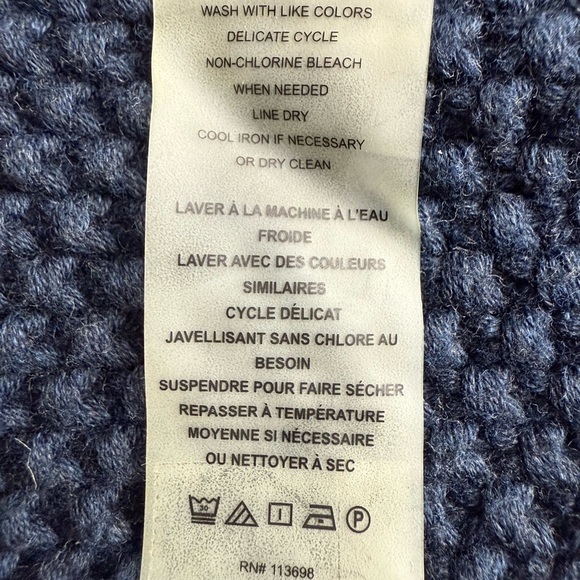 WASH WITH LIKE COLORS
DELICATE CYCLE
NON-CHLORINE BLEACH
WHEN NEEDED
LINE DRY
COOL IRON IF NECESSARY
OR DRY CLEAN
LAVER À LA MACHINE À L'EAU
FROIDE
LAVER AVEC DES COULEURS
SIMILAIRES
CYCLE DÉLICAT
JAVELLISANT SANS CHLORE AU
BESOIN
SUSPENDRE POUR FAIRE SÉCHER
REPASSER À TEMPÉRATURE
MOYENNE SI NÉCESSAIRE
OU NETTOYER À SEC
30 P
RN# 113698